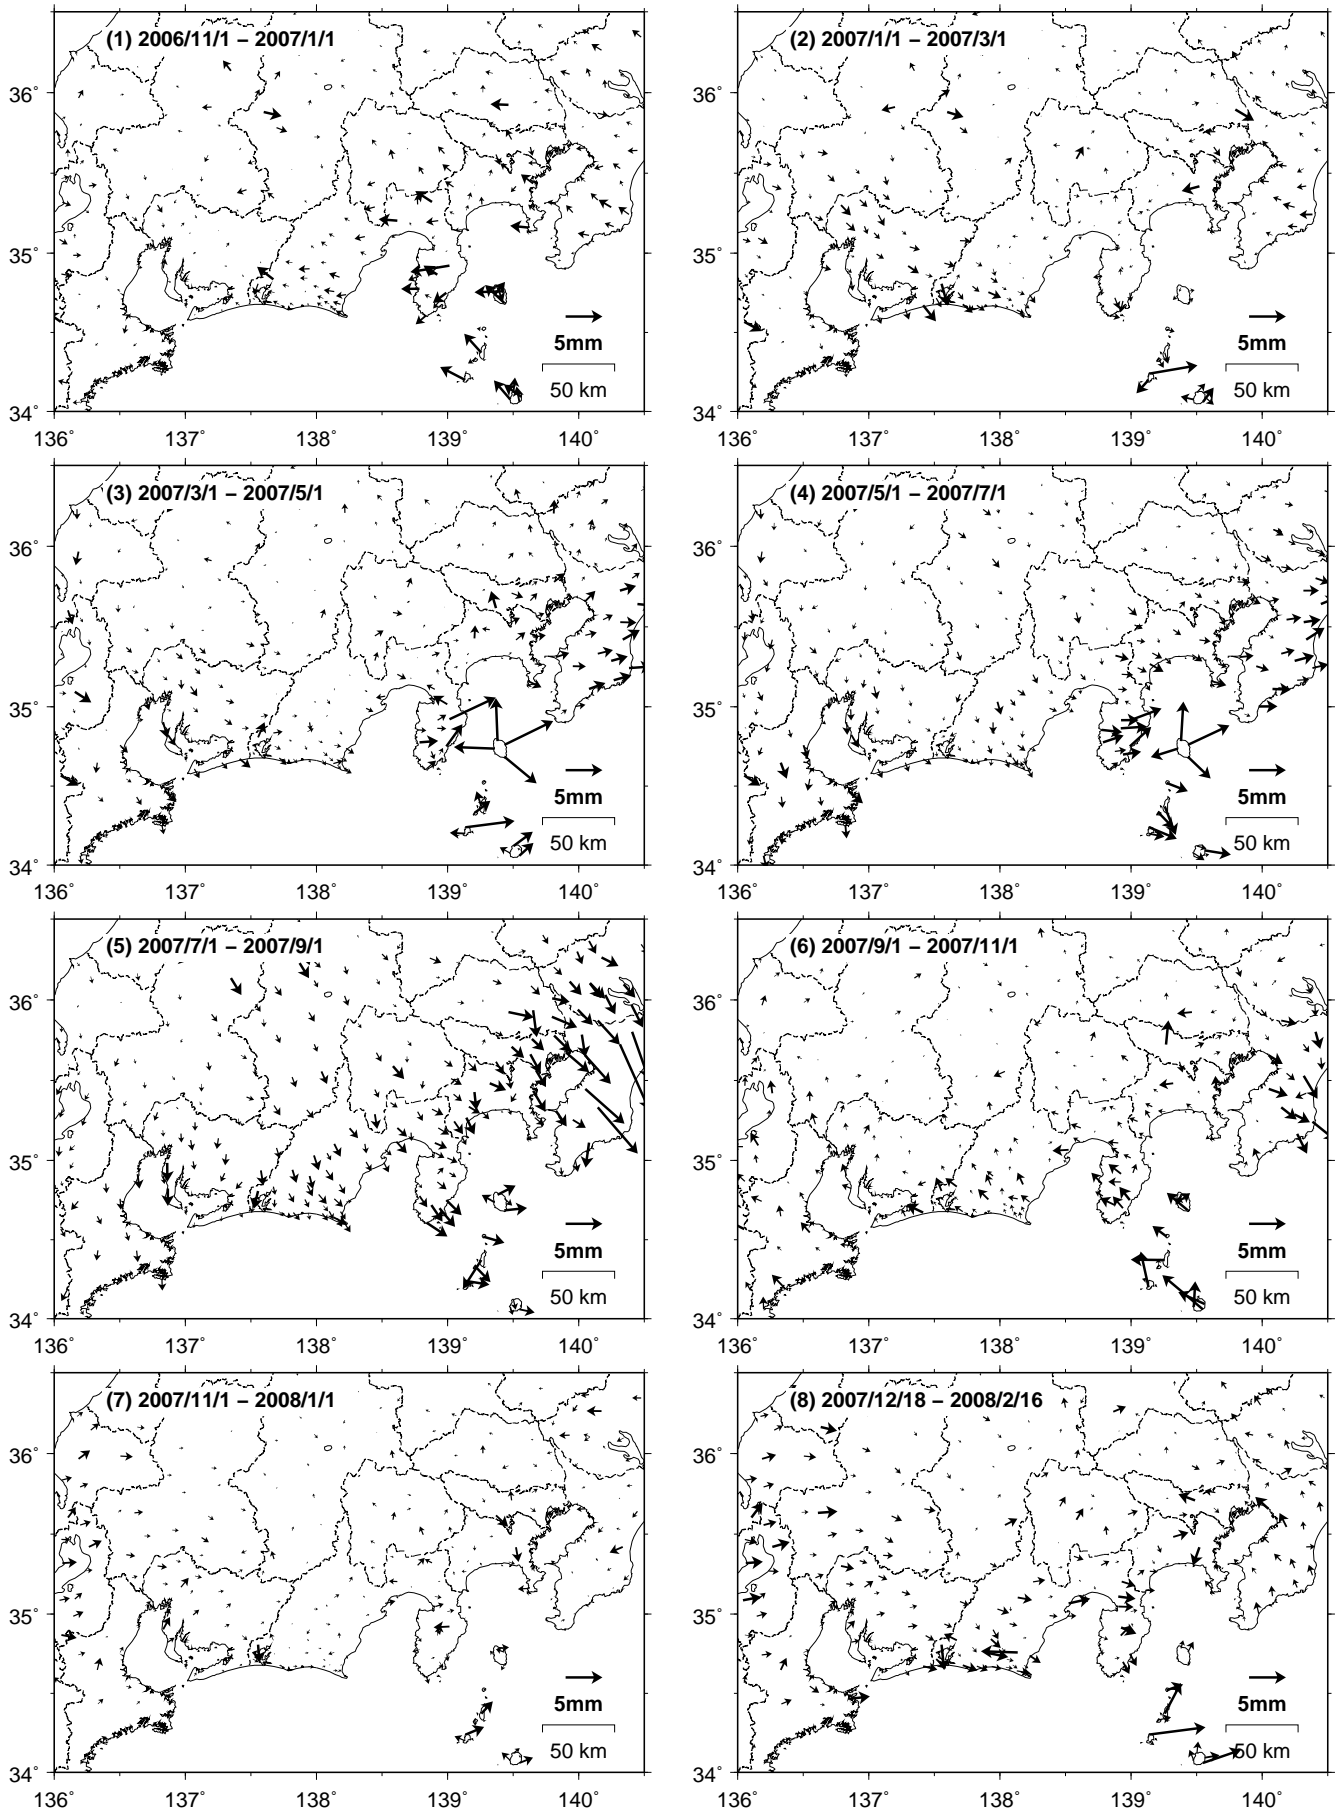 (1) 2006/11/1 – 2007/1/1
(2) 2007/1/1 – 2007/3/1
36˚
36˚
35˚
35˚
5mm
5mm
50 km
50 km
34˚
34˚
136˚ 137˚ 138˚ 139˚ 140˚
136˚ 137˚ 138˚ 139˚ 140˚
(3) 2007/3/1 – 2007/5/1
(4) 2007/5/1 – 2007/7/1
36˚
36˚
35˚
35˚
5mm
5mm
50 km
50 km
34˚
34˚
136˚ 137˚ 138˚ 139˚ 140˚
136˚ 137˚ 138˚ 139˚ 140˚
(5) 2007/7/1 – 2007/9/1
(6) 2007/9/1 – 2007/11/1
36˚
36˚
35˚
35˚
5mm
5mm
50 km
50 km
34˚
34˚
136˚ 137˚ 138˚ 139˚ 140˚
136˚ 137˚ 138˚ 139˚ 140˚
(7) 2007/11/1 – 2008/1/1
(8) 2007/12/18 – 2008/2/16
36˚
36˚
35˚
35˚
5mm
5mm
50 km
50 km
34˚
34˚
136˚ 137˚ 138˚ 139˚ 140˚
136˚ 137˚ 138˚ 139˚ 140˚